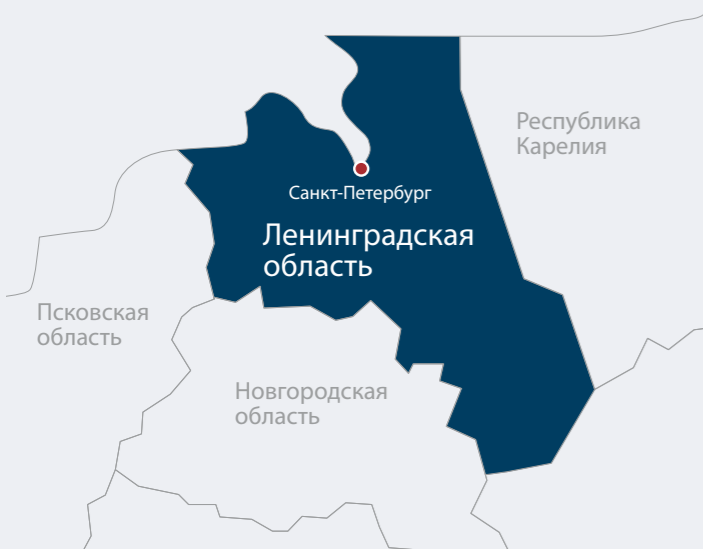 Республика
Карелия
Санкт-Петербург
Ленинградская
область
Псковская
область
Новгородская
область